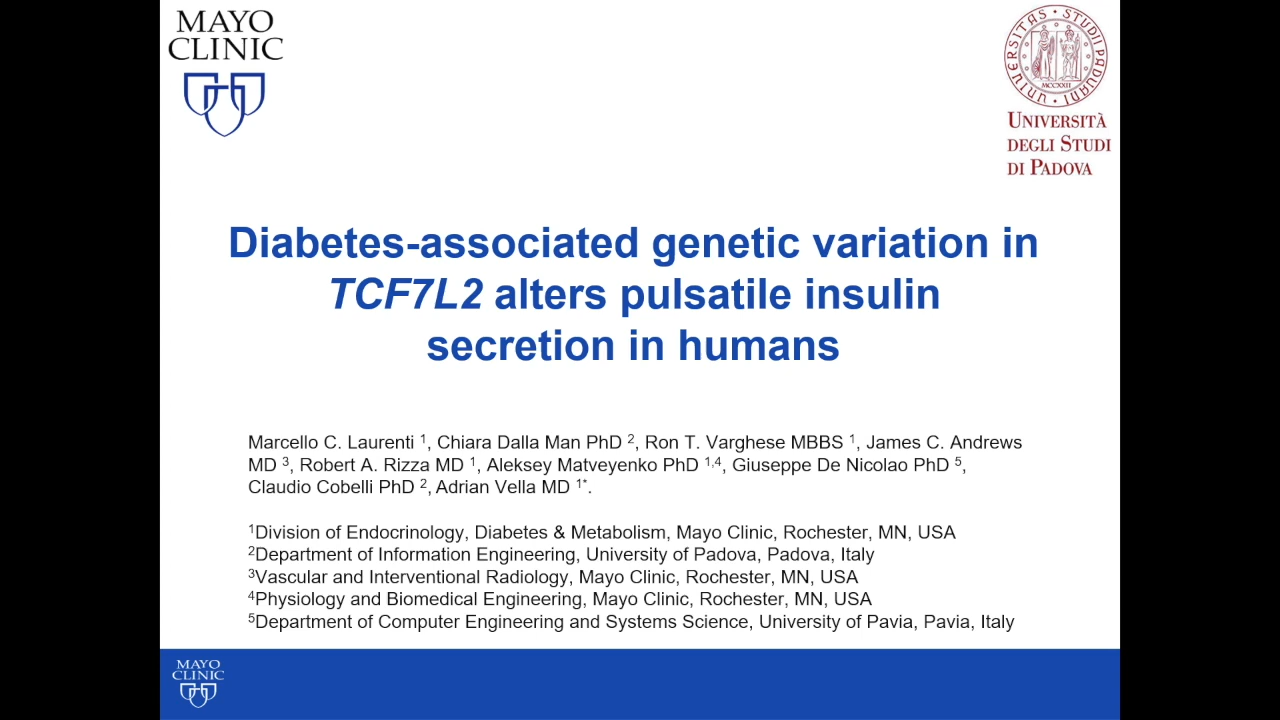 MAYO
CLINIC
UNIVERSITAS STUDII PADUANI
MCCXXII
UNIVERSITÀ
DEGLI STUDI
DI PADOVA
Diabetes-associated genetic variation in
TCF7L2 alters pulsatile insulin
secretion in humans
Marcello C. Laurenti ¹, Chiara Dalla Man PhD ², Ron T. Varghese MBBS ¹, James C. Andrews
MD ³, Robert A. Rizza MD ¹, Aleksey Matveyenko PhD ¹,⁴, Giuseppe De Nicolao PhD ⁵,
Claudio Cobelli PhD ², Adrian Vella MD ¹*.
¹Division of Endocrinology, Diabetes & Metabolism, Mayo Clinic, Rochester, MN, USA
²Department of Information Engineering, University of Padova, Padova, Italy
³Vascular and Interventional Radiology, Mayo Clinic, Rochester, MN, USA
⁴Physiology and Biomedical Engineering, Mayo Clinic, Rochester, MN, USA
⁵Department of Computer Engineering and Systems Science, University of Pavia, Pavia, Italy
MAYO
CLINIC